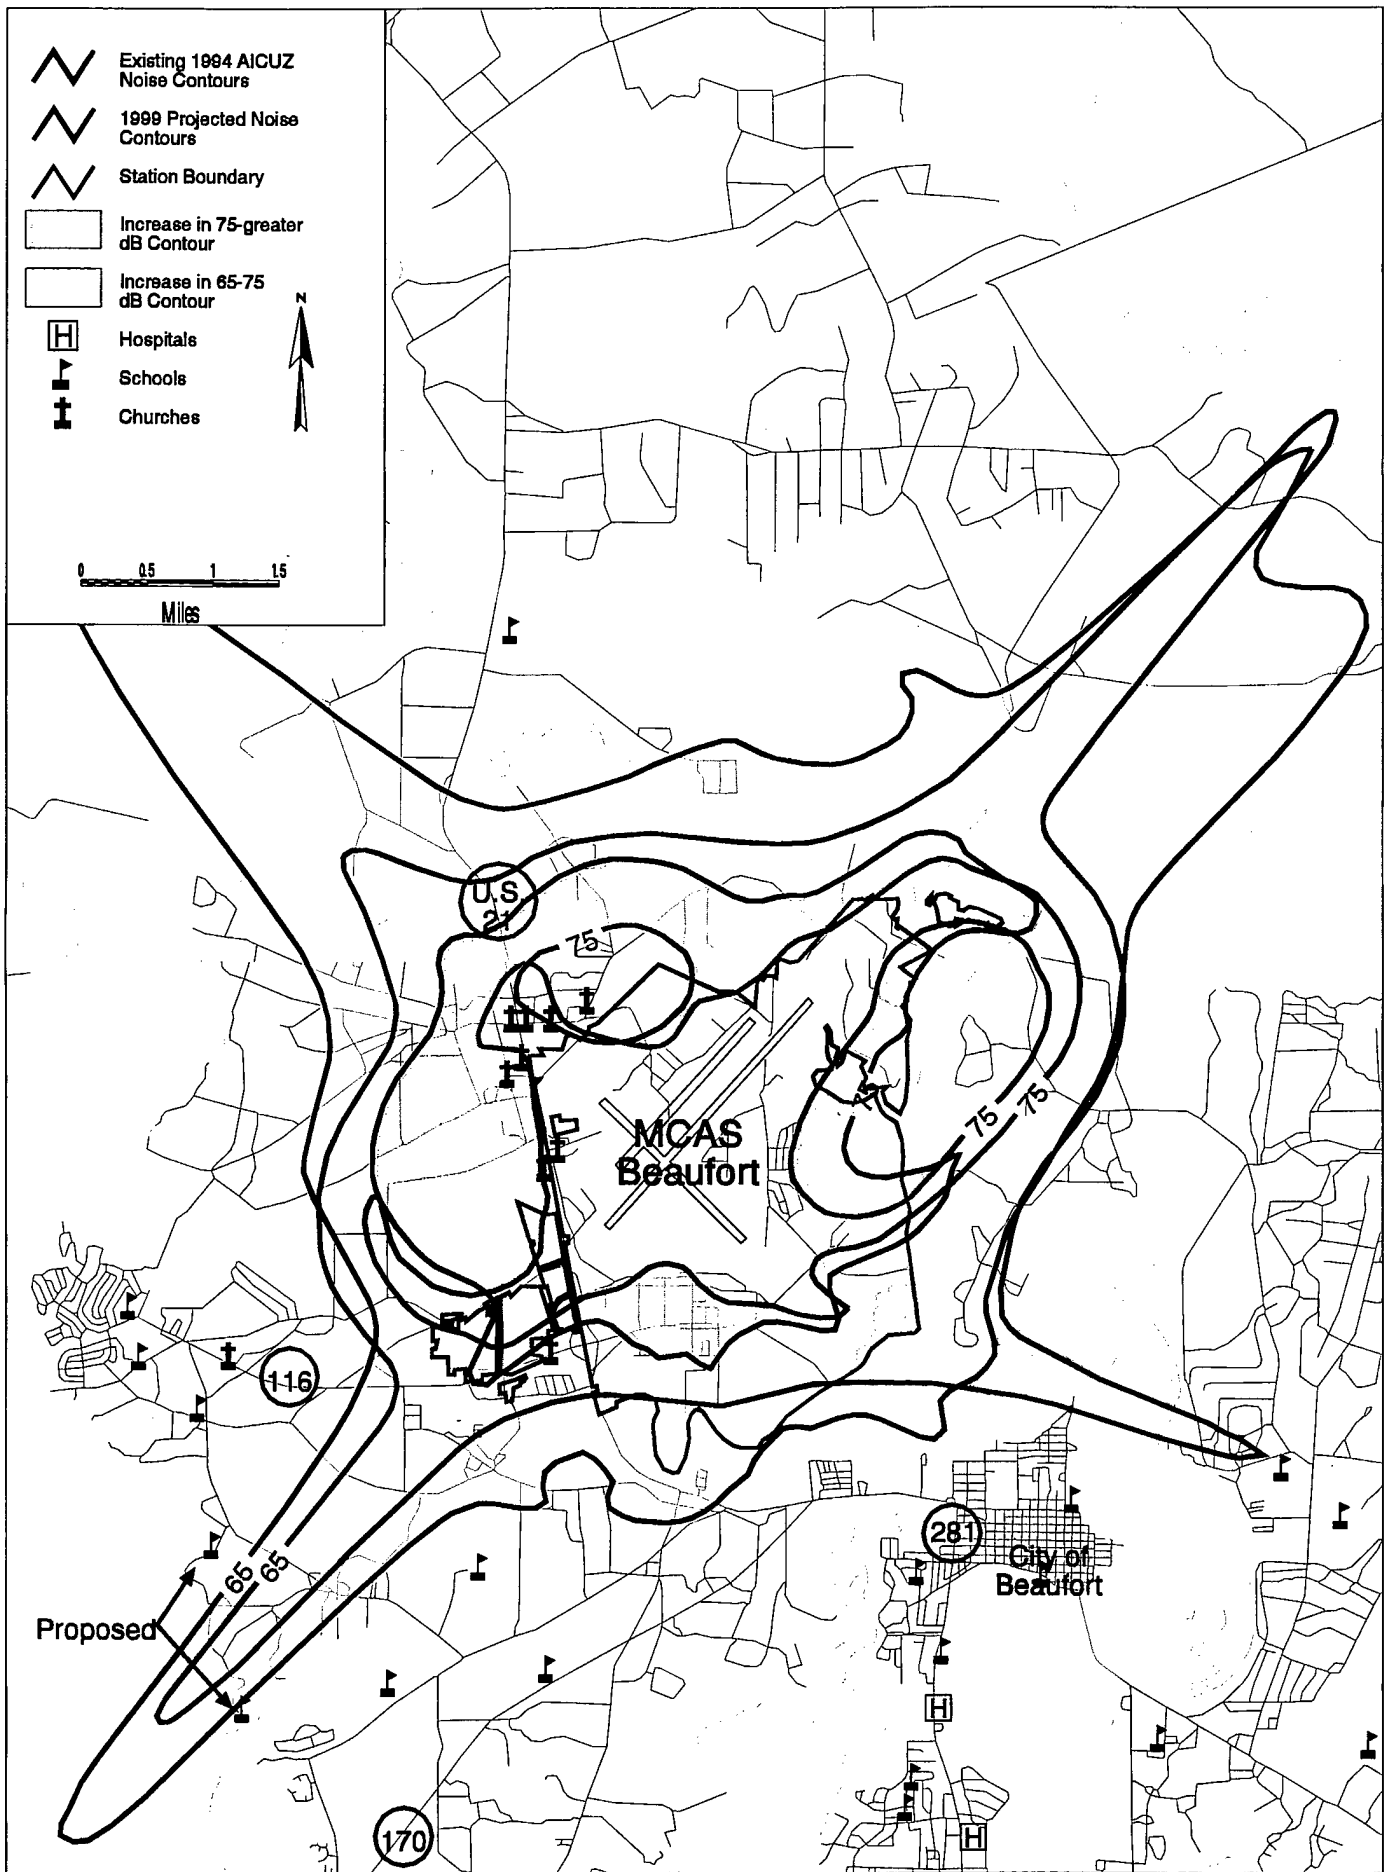 Existing 1994 AICUZ
Noise Contours
1999 Projected Noise
Contours
Station Boundary
Increase in 75-greater
dB Contour
Increase in 65-75
dB Contour
N
H
Hospitals
Schools
Churches
0 0.5 1 1.5
Miles
U.S.
21
75
75
75
75
MCAS
Beaufort
116
65
65
281
City of
Beaufort
Proposed
H
170
H